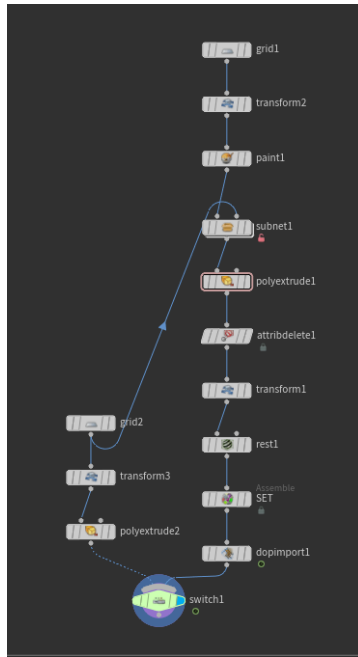 grid1
transform2
paint1
subnet1
polyextrude1
attribdelete1
transform1
grid2
rest1
transform3
Assemble
SET
polyextrude2
dopimport1
switch1